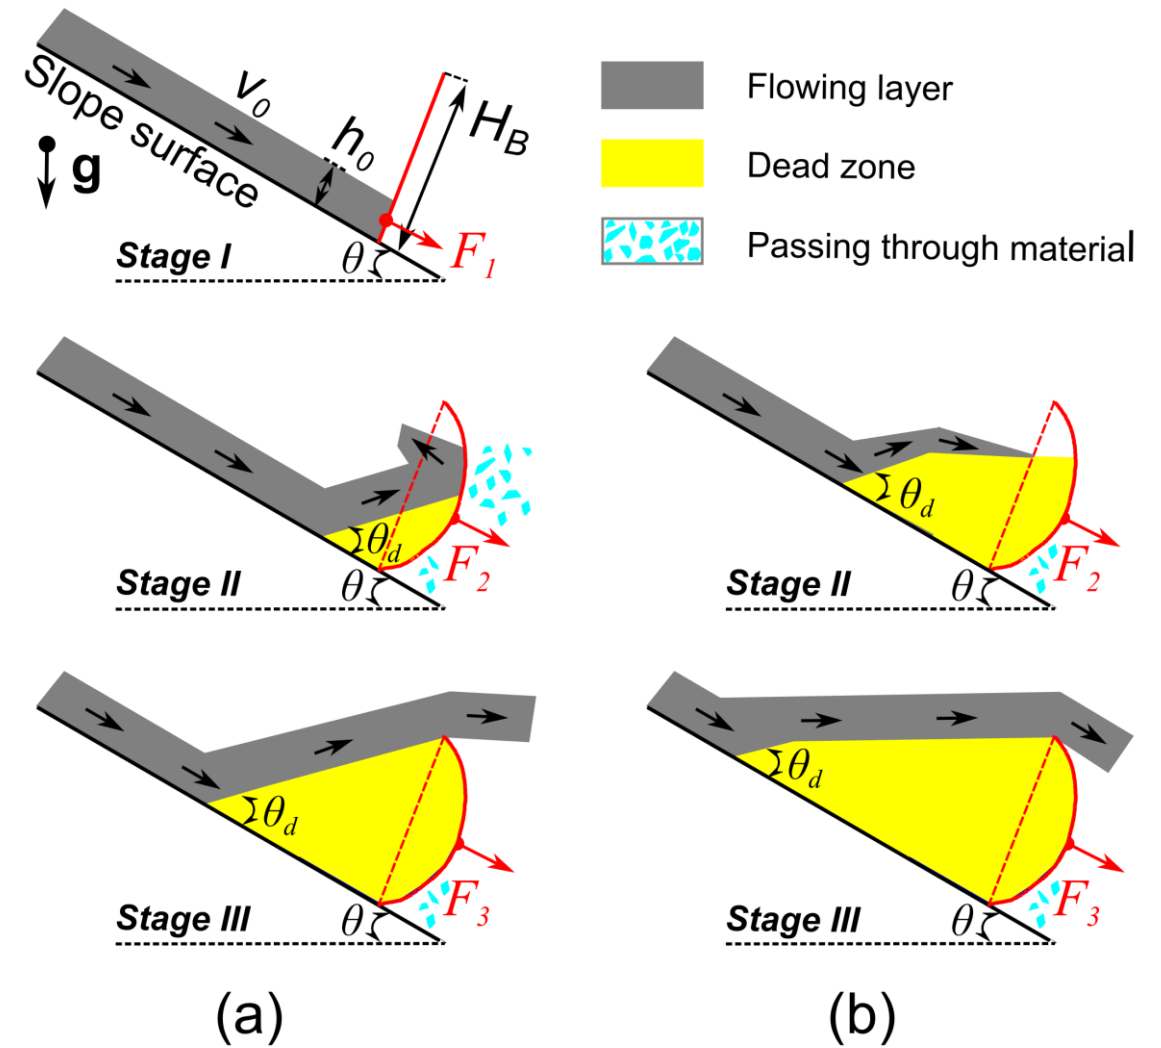 Slope surface
v0
h0
HB
g
F1
θ
Stage I
Flowing layer
Dead zone
Passing through material
θd
F2
θ
Stage II
θd
F2
θ
Stage II
θd
F3
θ
Stage III
θd
F3
θ
Stage III
(a)
(b)